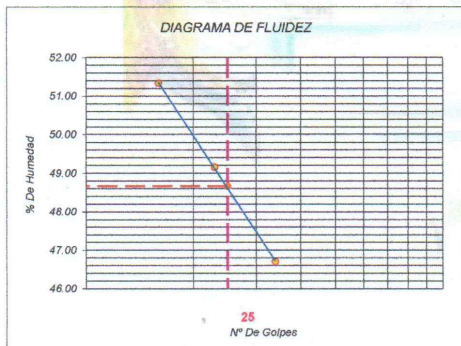 DIAGRAMA DE FLUIDEZ
52.00
51.00
50.00
49.00
48.00
47.00
46.00
% De Humedad
25
Nº De Golpes